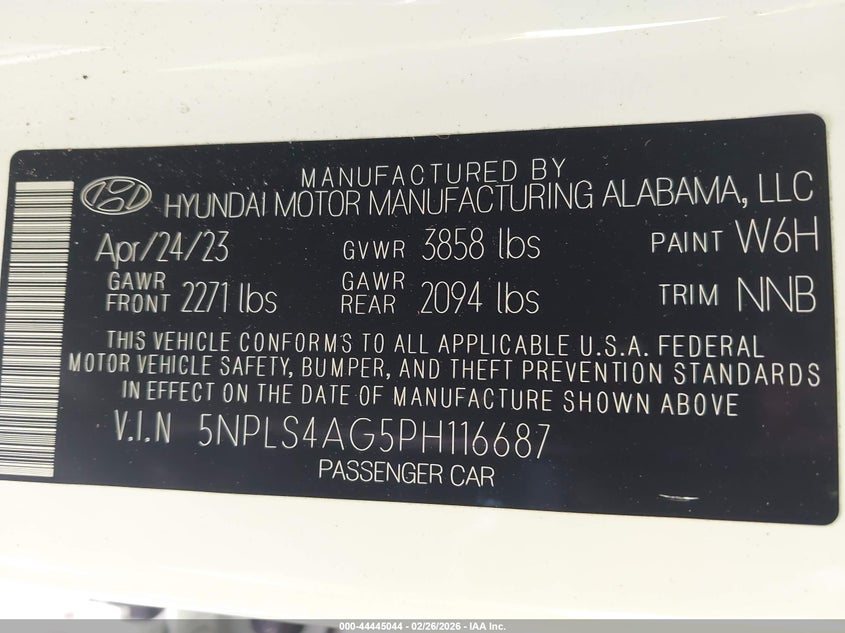 MANUFACTURED BY
HYUNDAI MOTOR MANUFACTURING ALABAMA, LLC
Apr/24/23 GVWR 3858 lbs PAINT W6H
GAWR FRONT 2271 lbs GAWR REAR 2094 lbs TRIM NNB
THIS VEHICLE CONFORMS TO ALL APPLICABLE U.S.A. FEDERAL
MOTOR VEHICLE SAFETY, BUMPER, AND THEFT PREVENTION STANDARDS
IN EFFECT ON THE DATE OF MANUFACTURE SHOWN ABOVE
V.I.N 5NPLS4AG5PH116687
PASSENGER CAR
000-44445044 - 02/26/2026 - IAA Inc.